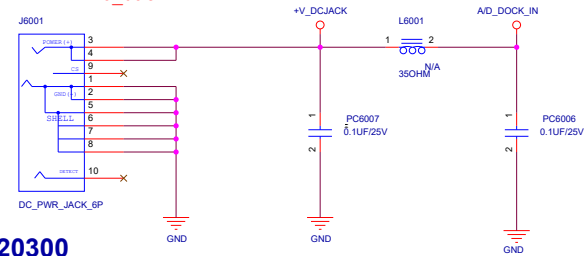 +V_DCJACK
A/D_DOCK_IN
J6001
L6001
POWER(+)
3
4
1
2
N/A
35OHM
CS
9
1
GND(-)
2
5
SHELL
6
7
8
1
PC6007
0.1UF/25V
2
1
PC6006
0.1UF/25V
2
DETECT
10
DC_PWR_JACK_6P
GND
GND
GND
20300